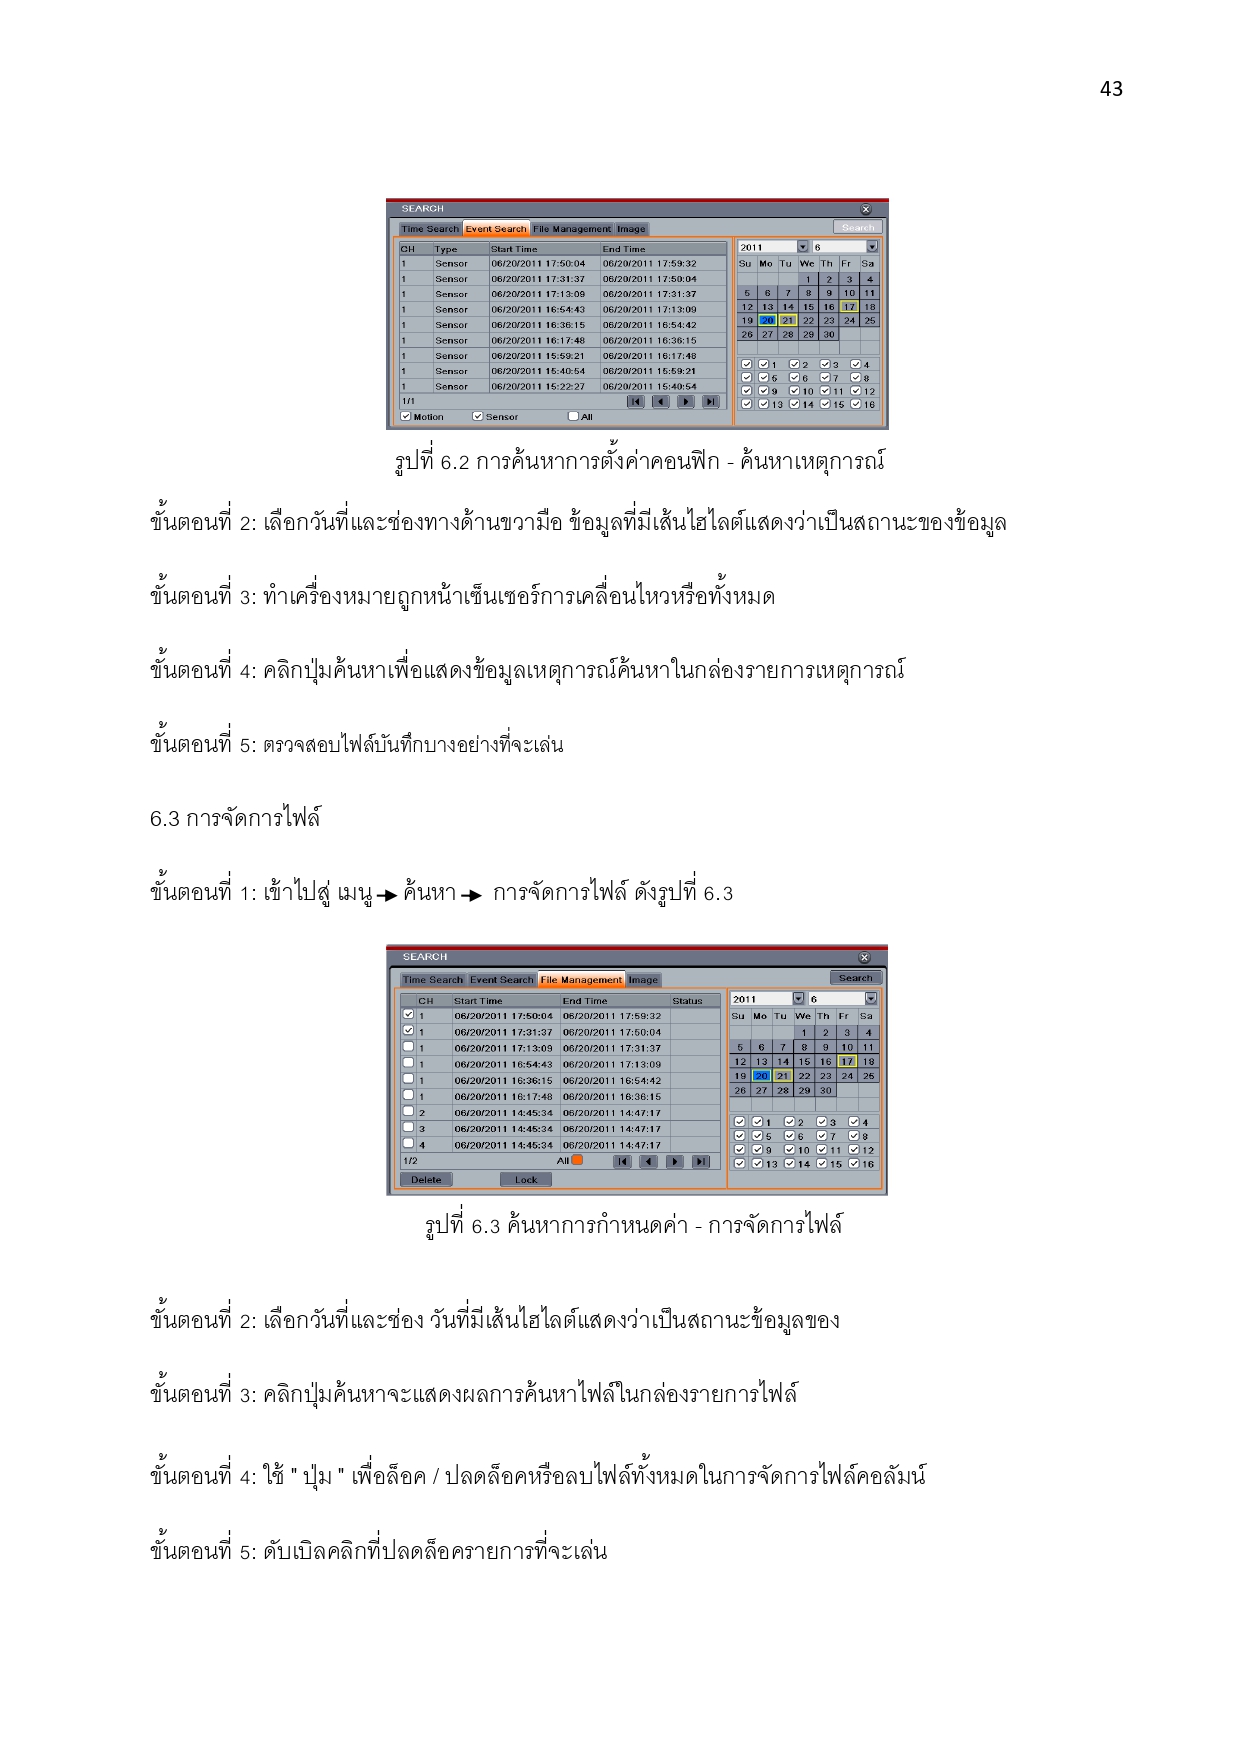 43
SEARCH
Time Search Event Search File Management Image Search
CH Type Start Time End Time
1 Sensor 06/20/2011 17:50:04 06/20/2011 17:59:32
1 Sensor 06/20/2011 17:31:37 06/20/2011 17:50:04
1 Sensor 06/20/2011 17:13:09 06/20/2011 17:31:37
1 Sensor 06/20/2011 16:54:43 06/20/2011 17:13:09
1 Sensor 06/20/2011 16:36:15 06/20/2011 16:54:42
1 Sensor 06/20/2011 16:17:48 06/20/2011 16:36:15
1 Sensor 06/20/2011 15:59:21 06/20/2011 16:17:48
1 Sensor 06/20/2011 15:40:54 06/20/2011 15:59:21
1 Sensor 06/20/2011 15:22:27 06/20/2011 15:40:54
1/1
Motion Sensor All
2011 6
Su Mo Tu We Th Fr Sa
1 2 3 4
5 6 7 8 9 10 11
12 13 14 15 16 17 18
19 20 21 22 23 24 25
26 27 28 29 30
1 2 3 4
5 6 7 8
9 10 11 12
13 14 15 16
รูปที่ 6.2 การค้นหาการตั้งค่าคอนฟิก - ค้นหาเหตุการณ์
ขั้นตอนที่ 2: เลือกวันที่และช่องทางด้านขวามือ ข้อมูลที่มีเส้นไฮไลต์แสดงว่าเป็นสถานะของข้อมูล
ขั้นตอนที่ 3: ทำเครื่องหมายถูกหน้าเซ็นเซอร์การเคลื่อนไหวหรือทั้งหมด
ขั้นตอนที่ 4: คลิกปุ่มค้นหาเพื่อแสดงข้อมูลเหตุการณ์ค้นหาในกล่องรายการเหตุการณ์
ขั้นตอนที่ 5: ตรวจสอบไฟล์บันทึกบางอย่างที่จะเล่น
6.3 การจัดการไฟล์
ขั้นตอนที่ 1: เข้าไปสู่ เมนู → ค้นหา → การจัดการไฟล์ ดังรูปที่ 6.3
SEARCH
Time Search Event Search File Management Image Search
CH Start Time End Time Status
1 06/20/2011 17:50:04 06/20/2011 17:59:32
1 06/20/2011 17:31:37 06/20/2011 17:50:04
1 06/20/2011 17:13:09 06/20/2011 17:31:37
1 06/20/2011 16:54:43 06/20/2011 17:13:09
1 06/20/2011 16:36:15 06/20/2011 16:54:42
1 06/20/2011 16:17:48 06/20/2011 16:36:15
2 06/20/2011 14:45:34 06/20/2011 14:47:17
3 06/20/2011 14:45:34 06/20/2011 14:47:17
4 06/20/2011 14:45:34 06/20/2011 14:47:17
1/2 All
Delete Lock
2011 6
Su Mo Tu We Th Fr Sa
1 2 3 4
5 6 7 8 9 10 11
12 13 14 15 16 17 18
19 20 21 22 23 24 25
26 27 28 29 30
1 2 3 4
5 6 7 8
9 10 11 12
13 14 15 16
รูปที่ 6.3 ค้นหาการกำหนดค่า - การจัดการไฟล์
ขั้นตอนที่ 2: เลือกวันที่และช่อง วันที่มีเส้นไฮไลต์แสดงว่าเป็นสถานะข้อมูลของ
ขั้นตอนที่ 3: คลิกปุ่มค้นหาจะแสดงผลการค้นหาไฟล์ในกล่องรายการไฟล์
ขั้นตอนที่ 4: ใช้ " ปุ่ม " เพื่อล็อค / ปลดล็อคหรือลบไฟล์ทั้งหมดในการจัดการไฟล์คอลัมน์
ขั้นตอนที่ 5: ดับเบิลคลิกที่ปลดล็อครายการที่จะเล่น